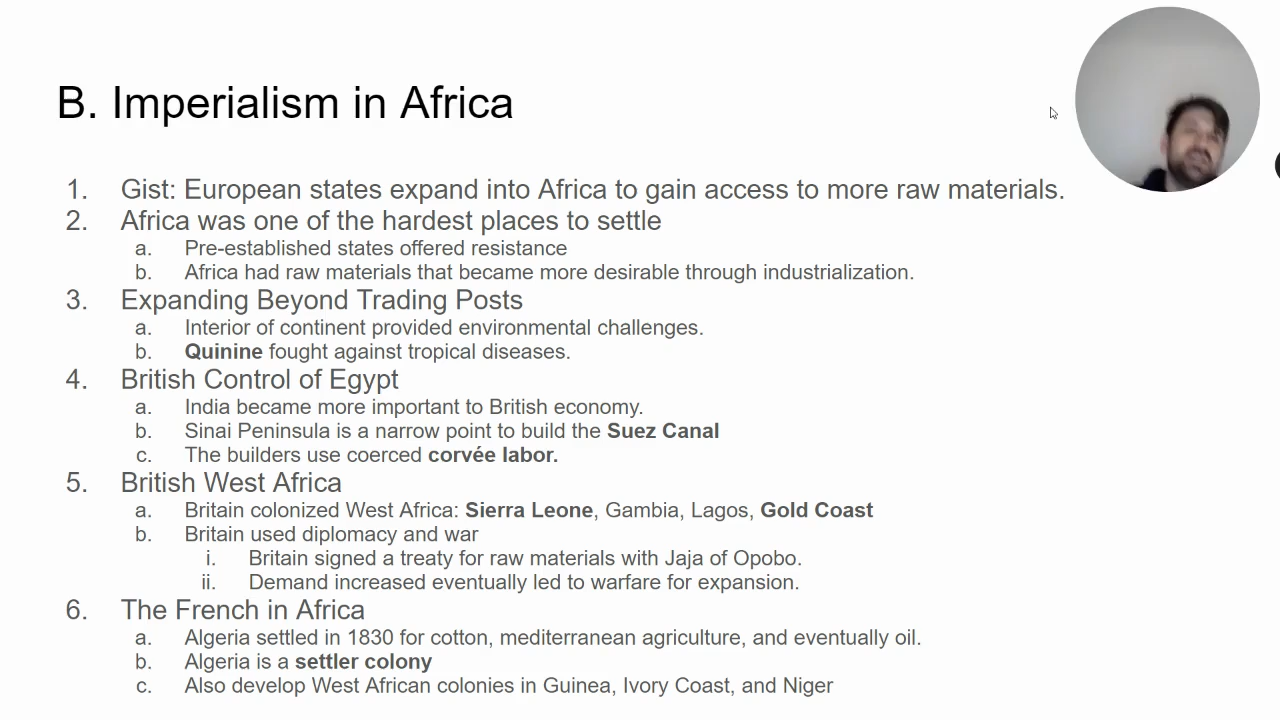 B. Imperialism in Africa
1. Gist: European states expand into Africa to gain access to more raw materials.
2. Africa was one of the hardest places to settle
a. Pre-established states offered resistance
b. Africa had raw materials that became more desirable through industrialization.
3. Expanding Beyond Trading Posts
a. Interior of continent provided environmental challenges.
b. Quinine fought against tropical diseases.
4. British Control of Egypt
a. India became more important to British economy.
b. Sinai Peninsula is a narrow point to build the Suez Canal
c. The builders use coerced corvée labor.
5. British West Africa
a. Britain colonized West Africa: Sierra Leone, Gambia, Lagos, Gold Coast
b. Britain used diplomacy and war
i. Britain signed a treaty for raw materials with Jaja of Opobo.
ii. Demand increased eventually led to warfare for expansion.
6. The French in Africa
a. Algeria settled in 1830 for cotton, mediterranean agriculture, and eventually oil.
b. Algeria is a settler colony
c. Also develop West African colonies in Guinea, Ivory Coast, and Niger